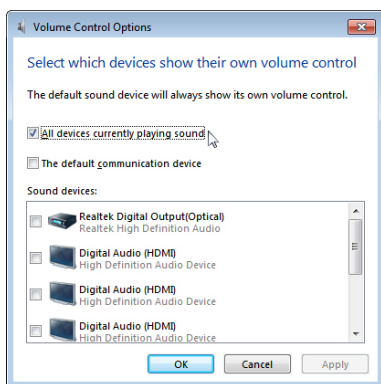 Volume Control Options
Select which devices show their own volume control
The default sound device will always show its own volume control.
All devices currently playing sound
The default communication device
Sound devices:
Realtek Digital Output(Optical)
Realtek High Definition Audio
Digital Audio (HDMI)
High Definition Audio Device
Digital Audio (HDMI)
High Definition Audio Device
Digital Audio (HDMI)
High Definition Audio Device
OK Cancel Apply